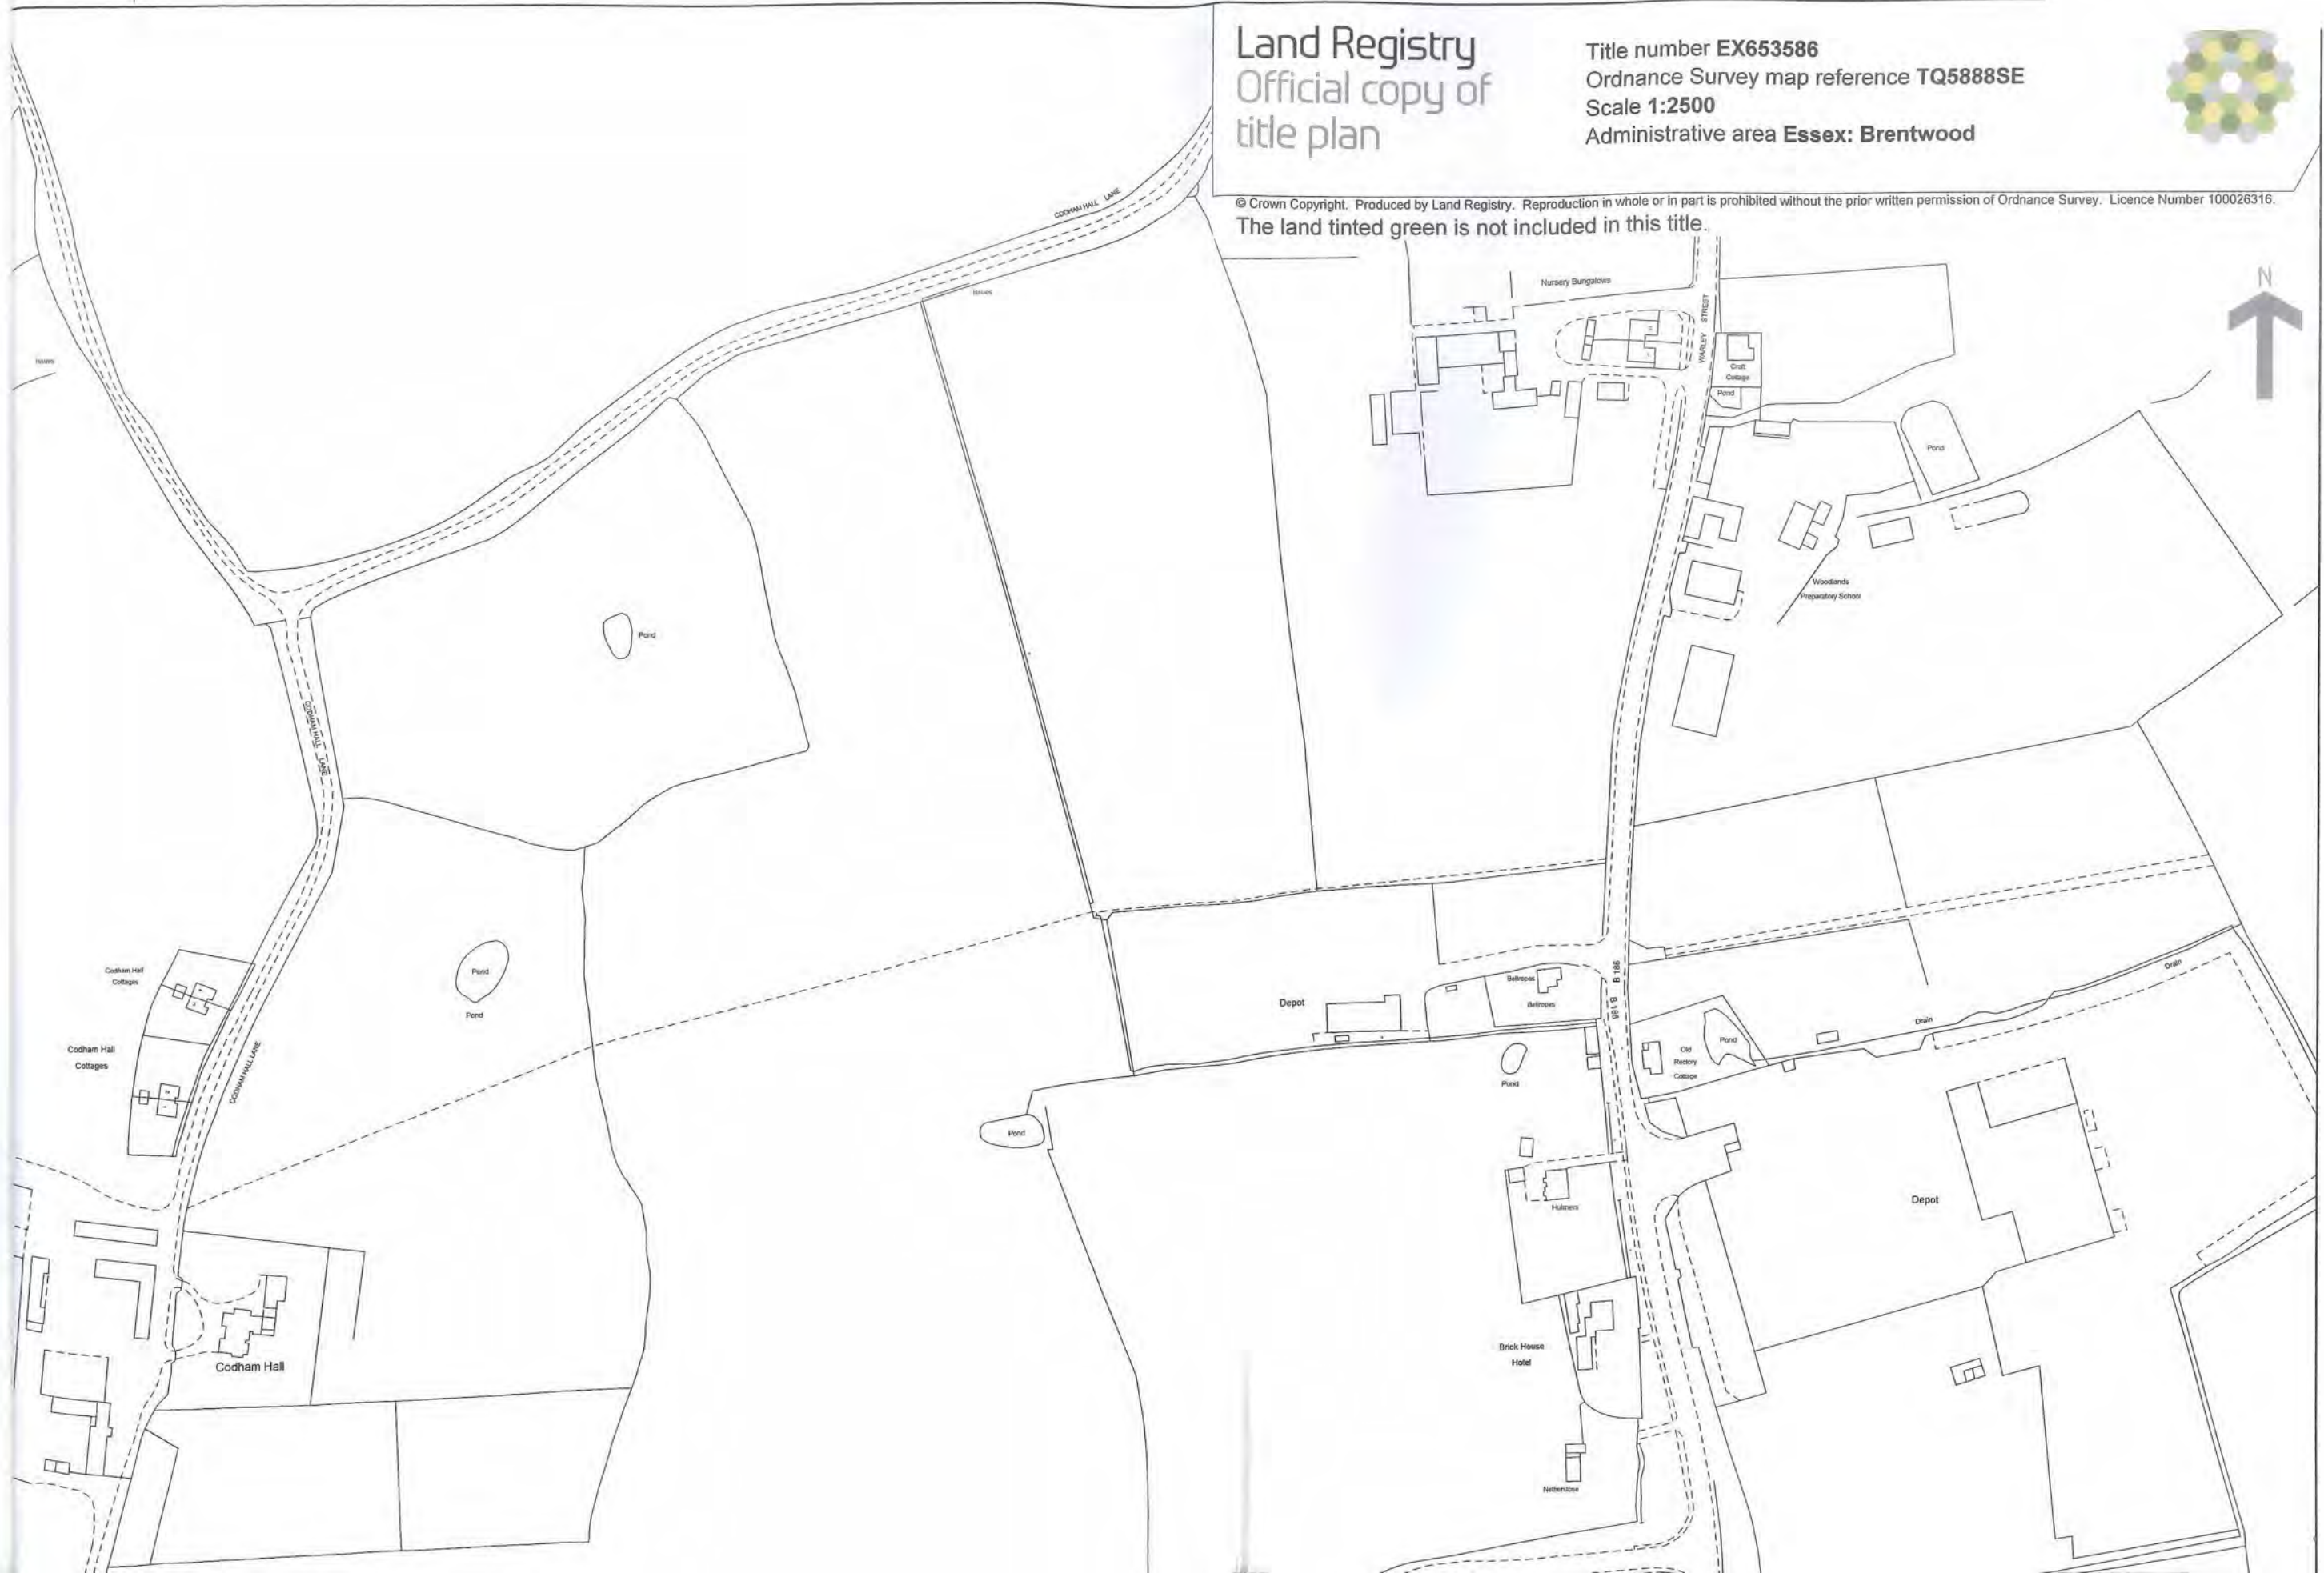 Land Registry
Official copy of
title plan
Title number EX653586
Ordnance Survey map reference TQ5888SE
Scale 1:2500
Administrative area Essex: Brentwood
© Crown Copyright. Produced by Land Registry. Reproduction in whole or in part is prohibited without the prior written permission of Ordnance Survey. Licence Number 100026316.
The land tinted green is not included in this title.
N
CODHAM HALL LANE
Issues
Issues
Nursery Bungalows
WARLEY STREET
Croft
Cottage
Pond
Pond
Woodlands
Preparatory School
Pond
CODHAM HALL LANE
Codham Hall
Cottages
Pond
Pond
Codham Hall
Cottages
CODHAM HALL LANE
Depot
Bellropes
Bellropes
B 186
B 186
Drain
Drain
Old
Rectory
Cottage
Pond
Pond
Pond
Hulmers
Depot
Codham Hall
Brick House
Hotel